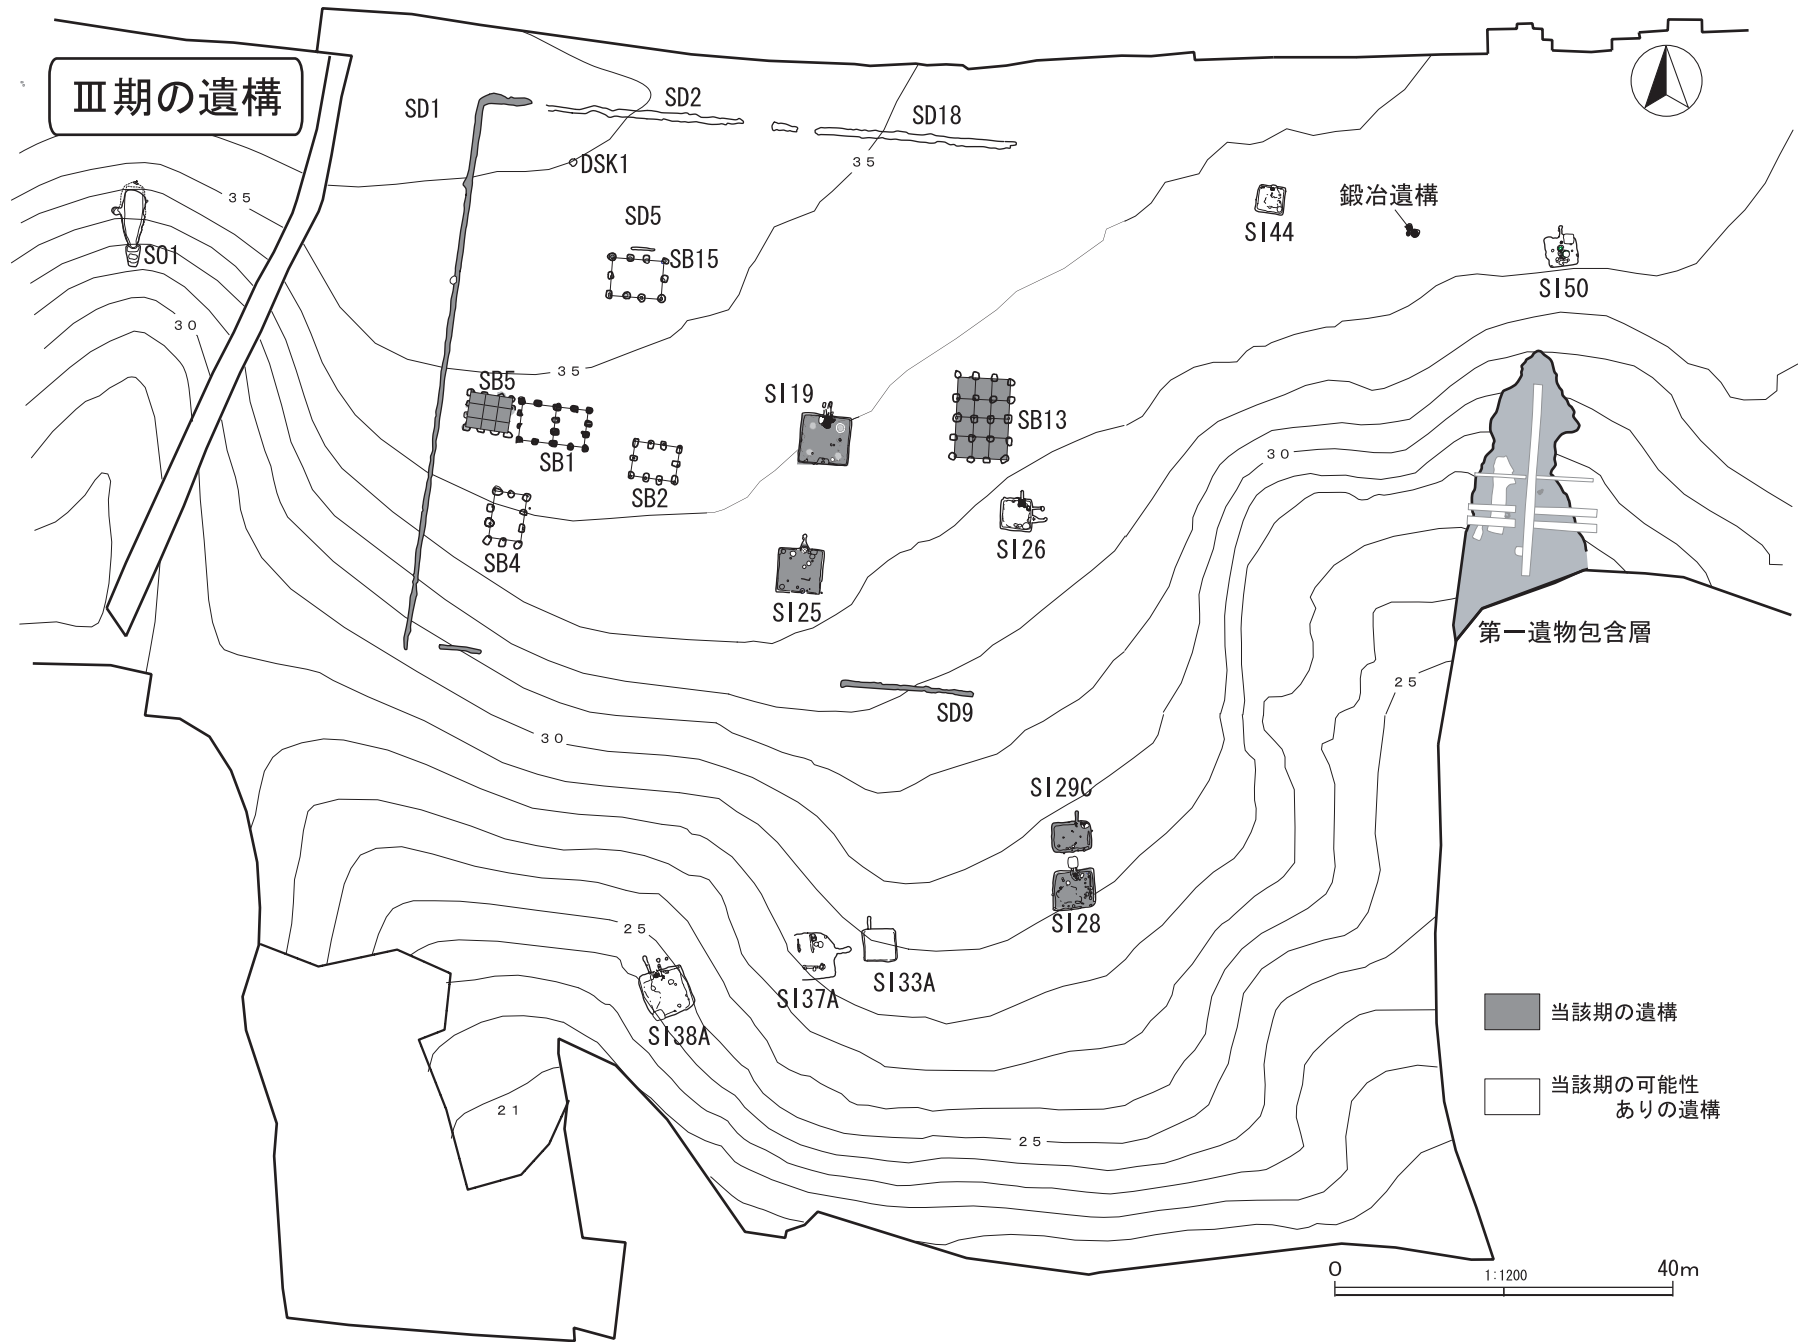 Ⅲ期の遺構
SD1
SD2
SD18
DSK1
35
35
SD5
SB15
S01
30
SI44
鍛冶遺構
SI50
35
SB5
SB1
SB2
SB4
SI19
SB13
SI26
SI25
30
第一遺物包含層
25
SD9
30
SI29C
SI28
25
SI37A
SI33A
SI38A
21
25
当該期の遺構
当該期の可能性
ありの遺構
0
1:1200
40m